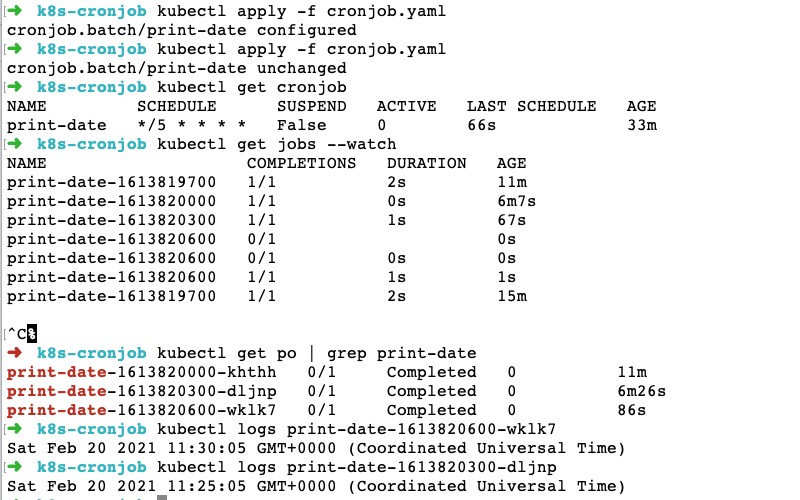 ➜ k8s-cronjob kubectl apply -f cronjob.yaml
cronjob.batch/print-date configured
➜ k8s-cronjob kubectl apply -f cronjob.yaml
cronjob.batch/print-date unchanged
➜ k8s-cronjob kubectl get cronjob
NAME SCHEDULE SUSPEND ACTIVE LAST SCHEDULE AGE
print-date */5 * * * * False 0 66s 33m
➜ k8s-cronjob kubectl get jobs --watch
NAME COMPLETIONS DURATION AGE
print-date-1613819700 1/1 2s 11m
print-date-1613820000 1/1 0s 6m7s
print-date-1613820300 1/1 1s 67s
print-date-1613820600 0/1 0s
print-date-1613820600 0/1 0s 0s
print-date-1613820600 1/1 1s 1s
print-date-1613819700 1/1 2s 15m
^C%
➜ k8s-cronjob kubectl get po | grep print-date
print-date-1613820000-khthh 0/1 Completed 0 11m
print-date-1613820300-dljnp 0/1 Completed 0 6m26s
print-date-1613820600-wklk7 0/1 Completed 0 86s
➜ k8s-cronjob kubectl logs print-date-1613820600-wklk7
Sat Feb 20 2021 11:30:05 GMT+0000 (Coordinated Universal Time)
➜ k8s-cronjob kubectl logs print-date-1613820300-dljnp
Sat Feb 20 2021 11:25:05 GMT+0000 (Coordinated Universal Time)